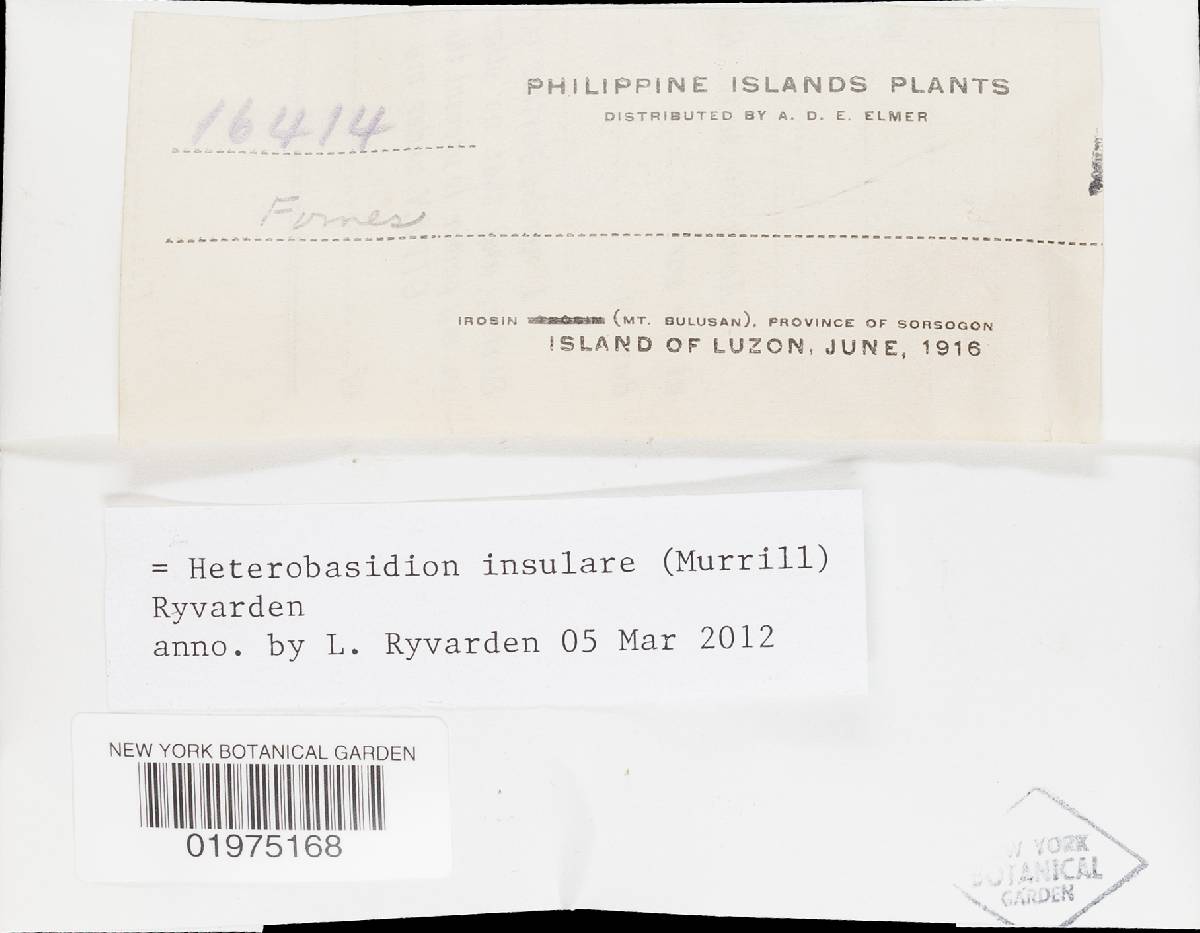 PHILIPPINE ISLANDS PLANTS
DISTRIBUTED BY A. D. E. ELMER
16414
Fomes
IROSIN (MT. BULUSAN), PROVINCE OF SORSOGON
ISLAND OF LUZON, JUNE, 1916
= Heterobasidion insulare (Murrill)
Ryvarden
anno. by L. Ryvarden 05 Mar 2012
NEW YORK BOTANICAL GARDEN
01975168
W YORK
BOTANICAL
GARDEN